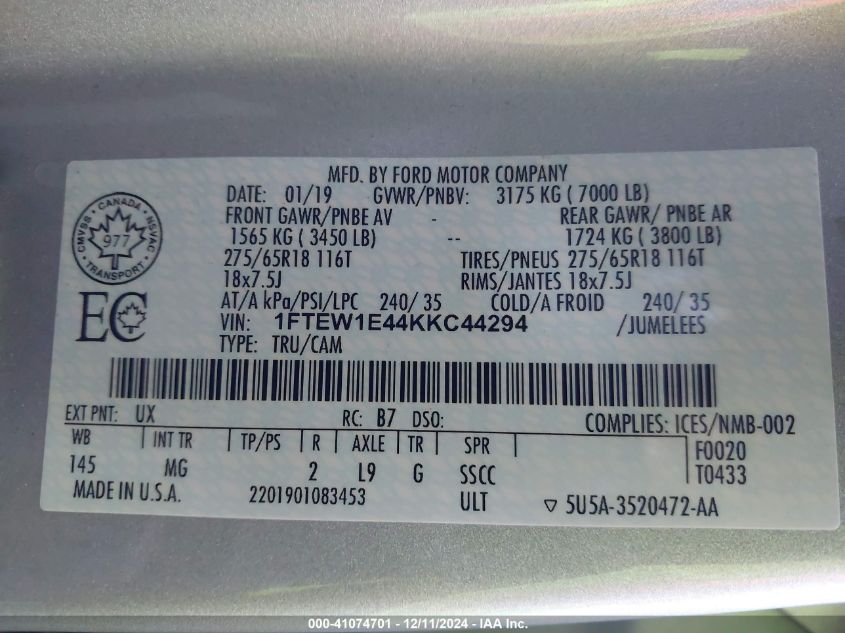 MFD. BY FORD MOTOR COMPANY
DATE: 01/19 GVWR/PNBV: 3175 KG ( 7000 LB)
FRONT GAWR/PNBE AV - REAR GAWR/ PNBE AR
1565 KG ( 3450 LB) -- 1724 KG ( 3800 LB)
275/65R18 116T TIRES/PNEUS 275/65R18 116T
18x7.5J RIMS/JANTES 18x7.5J
AT/A kPa/PSI/LPC 240/ 35 COLD/A FROID 240/ 35
VIN: 1FTEW1E44KKC44294 /JUMELEES
TYPE: TRU/CAM
CANADA
CMVSS NSVAC
977
TRANSPORT
EC
EXT PNT: UX RC: B7 DSO: COMPLIES: ICES/NMB-002
WB INT TR TP/PS R AXLE TR SPR F0020
145 MG 2 L9 G SSCC T0433
MADE IN U.S.A. 2201901083453 ULT ▽ 5U5A-3520472-AA
000-41074701 - 12/11/2024 - IAA Inc.